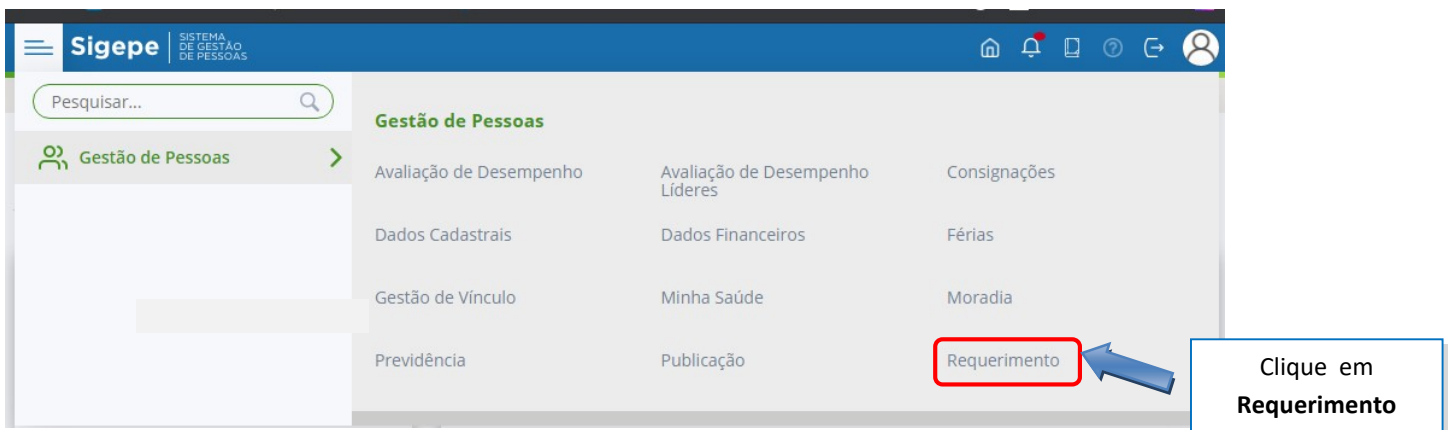 Sigepe
SISTEMA
DE GESTÃO
DE PESSOAS
Pesquisar...
Gestão de Pessoas
Gestão de Pessoas
Avaliação de Desempenho
Avaliação de Desempenho
Líderes
Consignações
Dados Cadastrais
Dados Financeiros
Férias
Gestão de Vínculo
Minha Saúde
Moradia
Previdência
Publicação
Requerimento
Clique em
Requerimento